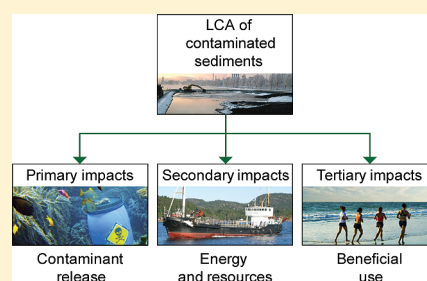 LCA of
contaminated
sediments
Primary impacts
Secondary impacts
Tertiary impacts
Contaminant
release
Energy
and resources
Beneficial
use